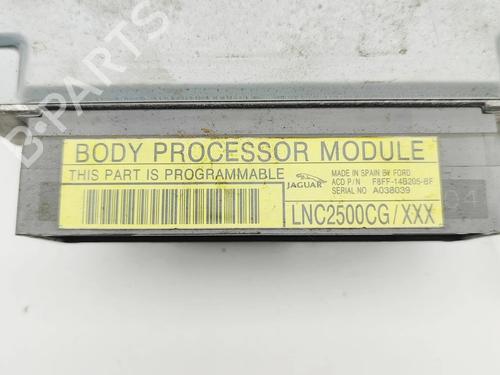 B-PARTS
BODY PROCESSOR MODULE
THIS PART IS PROGRAMMABLE
JAGUAR
MADE IN SPAIN BY FORD
ACD P/N F8FF-14B205-BF
SERIAL NO A038039
LNC2500CG/XXX